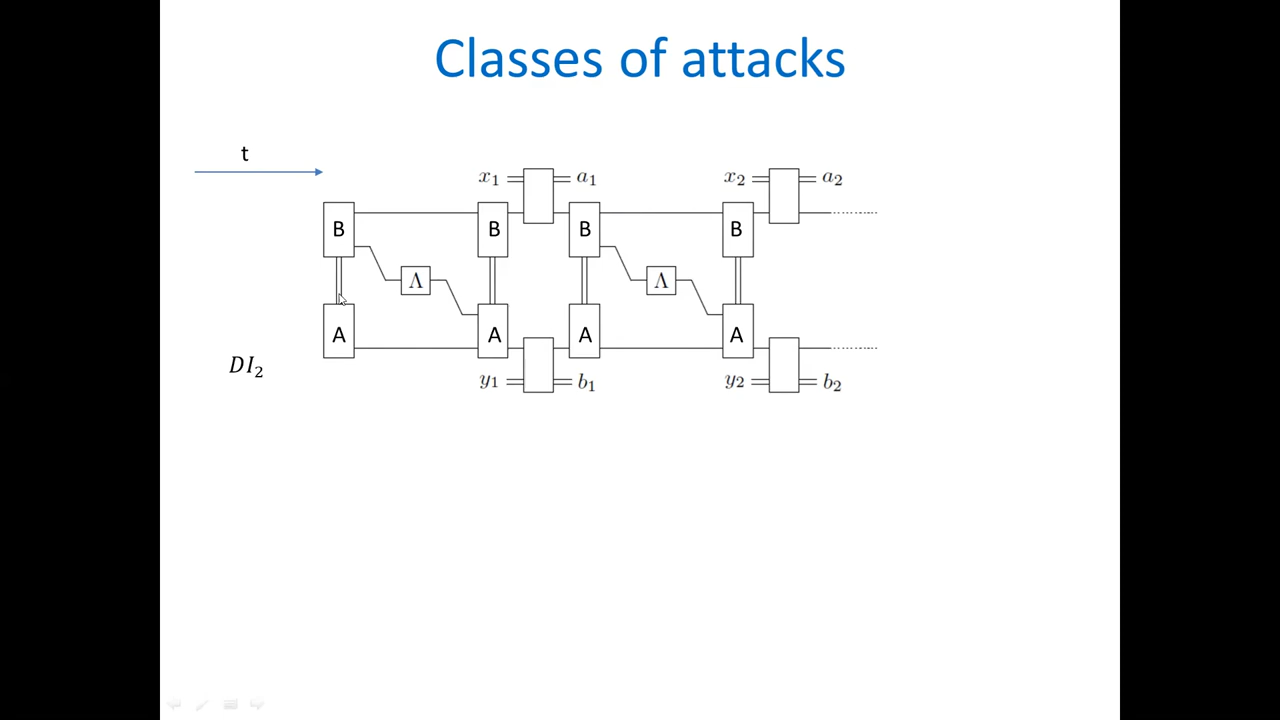 Classes of attacks
t
x₁ a₁ x₂ a₂
B B B B
Λ Λ
A A A A
DI₂
y₁ b₁ y₂ b₂